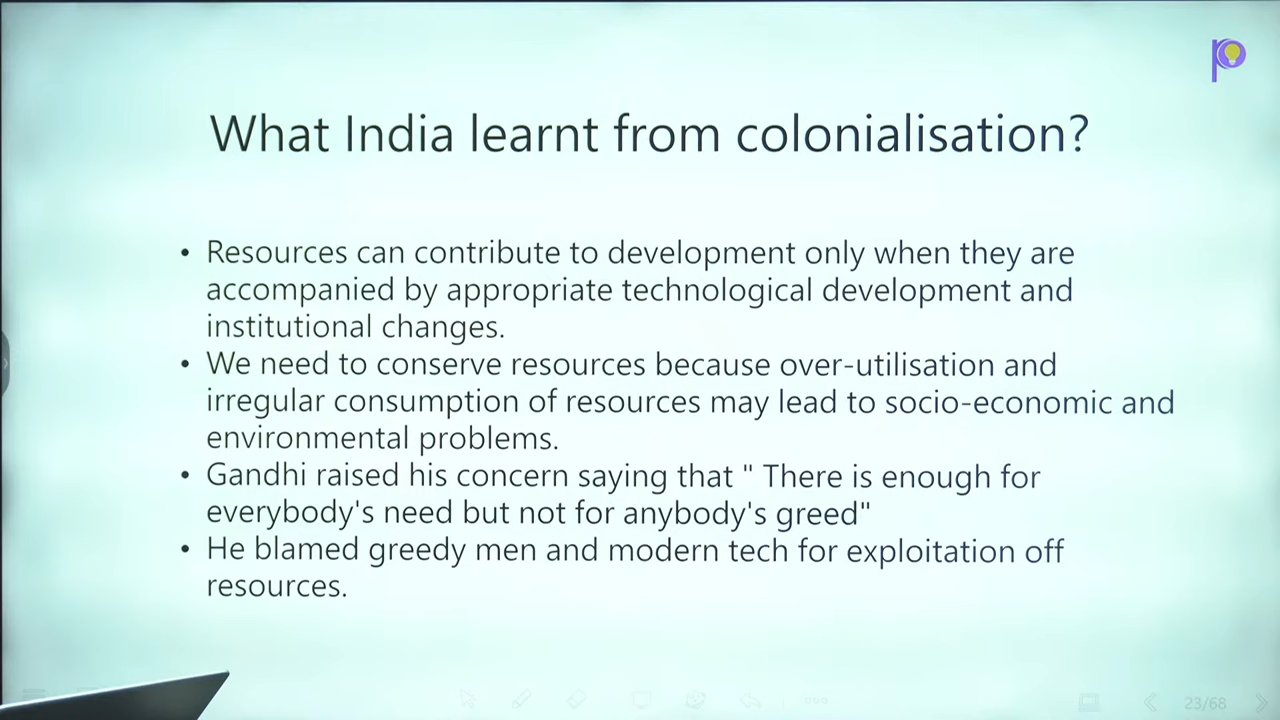 What India learnt from colonialisation?
• Resources can contribute to development only when they are
accompanied by appropriate technological development and
institutional changes.
• We need to conserve resources because over-utilisation and
irregular consumption of resources may lead to socio-economic and
environmental problems.
• Gandhi raised his concern saying that " There is enough for
everybody's need but not for anybody's greed"
• He blamed greedy men and modern tech for exploitation off
resources.
23/68